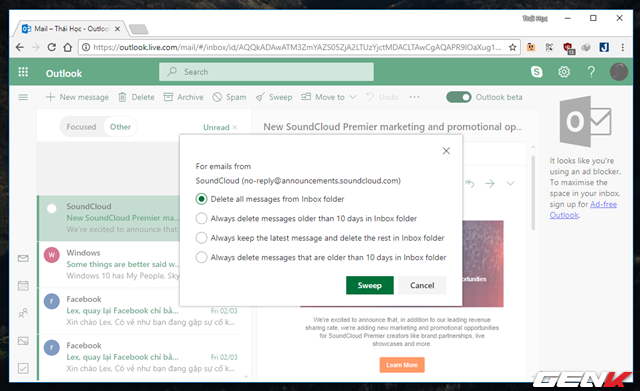 Thái Học
Mail – Thái Học - Outloo
https://outlook.live.com/mail/#/inbox/id/AQQkADAwATM3ZmYAZS05ZjA2LTUzYjctMDACLTAwCgAQAPR9IOaXug1...
Outlook
Search
New message Delete Archive Spam Sweep Move to Undo ... Outlook beta
Focused Other Unread ×
New SoundCloud Premier marketing and promotional op...
For emails from
SoundCloud (no-reply@announcements.soundcloud.com)
Delete all messages from Inbox folder
Always delete messages older than 10 days in Inbox folder
Always keep the latest message and delete the rest in Inbox folder
Always delete messages that are older than 10 days in Inbox folder
Sweep Cancel
SoundCloud
New SoundCloud Premier ma...
We're excited to announce that,
W Windows
Some things are better said w...
Windows 10 has My People, Sky
F Facebook
Lex, quay lại Facebook chỉ bằ... Fri 02/03
Xin chào Lex, Có vẻ như bạn đang gặp sự cố k...
F Facebook
Lex, quay lại Facebook chỉ bằ... Fri 02/03
Xin chào Lex, Có vẻ như bạn đang gặp sự cố k...
opportunities
We're excited to announce that, in addition to our leading revenue
sharing rate, we're adding new marketing and promotional opportunities
for SoundCloud Premier creators like brand partnerships, live
showcases and more.
Learn More
It looks like you're
using an ad blocker.
To maximise the
space in your inbox,
sign up for Ad-free
Outlook.
GENK